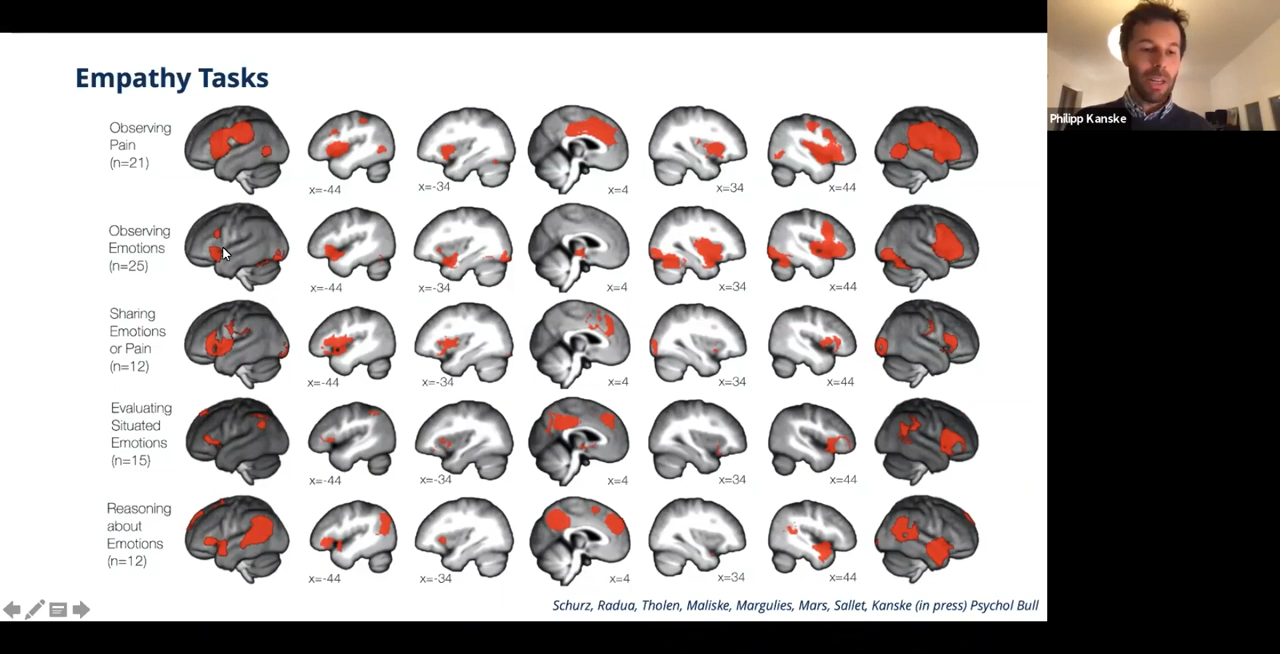 Empathy Tasks
Philipp Kanske
Observing
Pain
(n=21)
x=-44
x=-34
x=4
x=34
x=44
Observing
Emotions
(n=25)
x=-44
x=-34
x=4
x=34
x=44
Sharing
Emotions
or Pain
(n=12)
x=-44
x=-34
x=4
x=34
x=44
Evaluating
Situated
Emotions
(n=15)
x=-44
x=-34
x=4
x=34
x=44
Reasoning
about
Emotions
(n=12)
x=-44
x=-34
x=4
x=34
x=44
Schurz, Radua, Tholen, Maliske, Margulies, Mars, Sallet, Kanske (in press) Psychol Bull